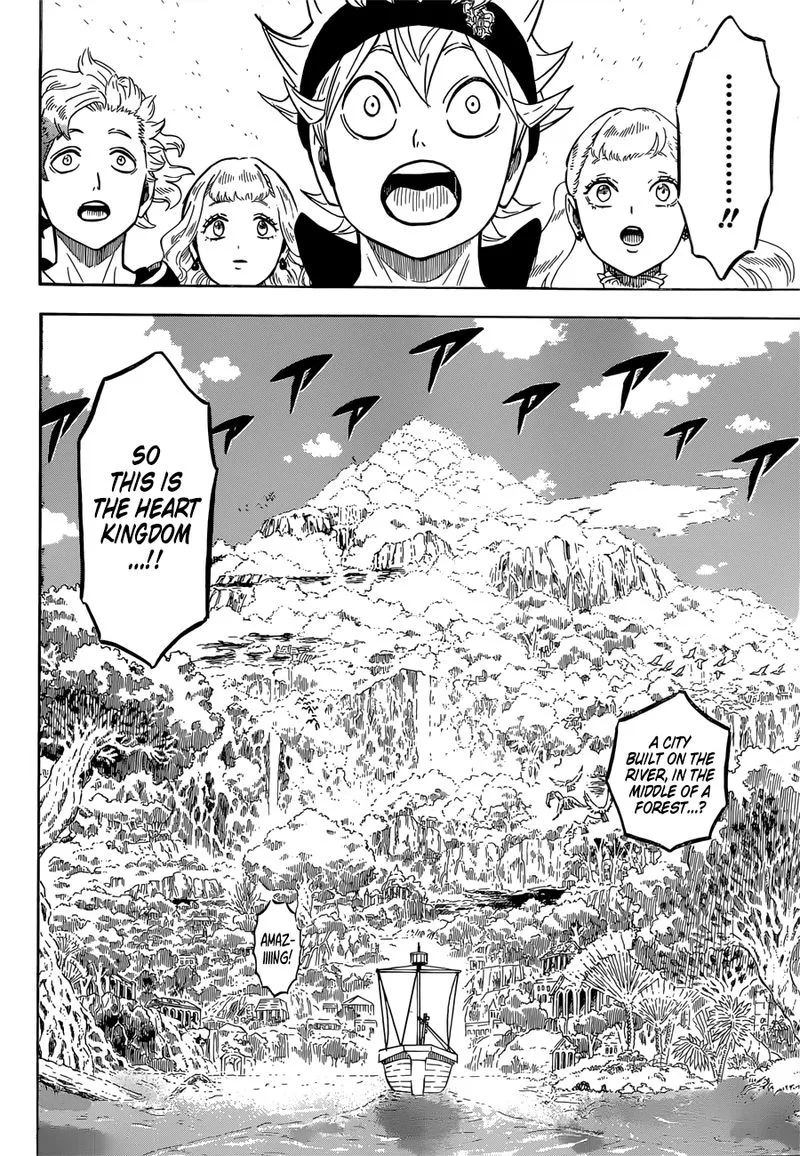 .........!!
SO
THIS IS
THE HEART
KINGDOM
...!!
A CITY
BUILT ON THE
RIVER, IN THE
MIDDLE OF A
FOREST...?
AMAZ-
IIIING!